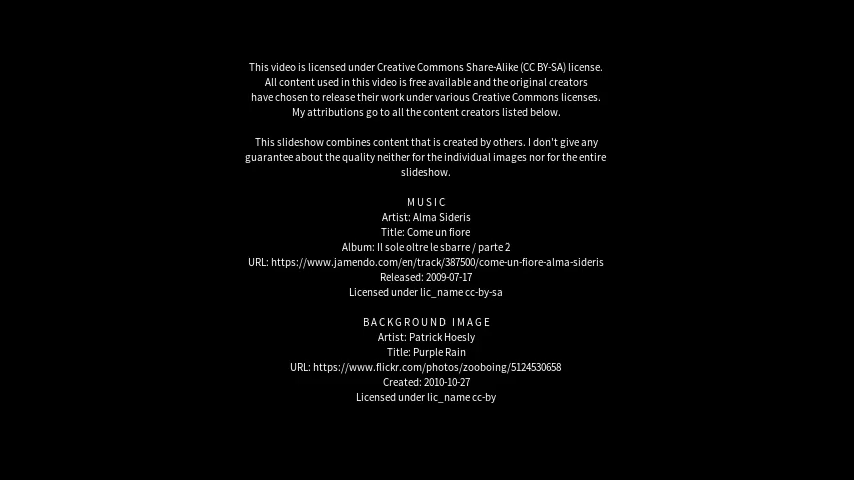 This video is licensed under Creative Commons Share-Alike (CC BY-SA) license.
All content used in this video is free available and the original creators
have chosen to release their work under various Creative Commons licenses.
My attributions go to all the content creators listed below.
This slideshow combines content that is created by others. I don't give any
guarantee about the quality neither for the individual images nor for the entire
slideshow.
MUSIC
Artist: Alma Sideris
Title: Come un fiore
Album: Il sole oltre le sbarre / parte 2
URL: https://www.jamendo.com/en/track/387500/come-un-fiore-alma-sideris
Released: 2009-07-17
Licensed under lic_name cc-by-sa
BACKGROUND IMAGE
Artist: Patrick Hoesly
Title: Purple Rain
URL: https://www.flickr.com/photos/zooboing/5124530658
Created: 2010-10-27
Licensed under lic_name cc-by